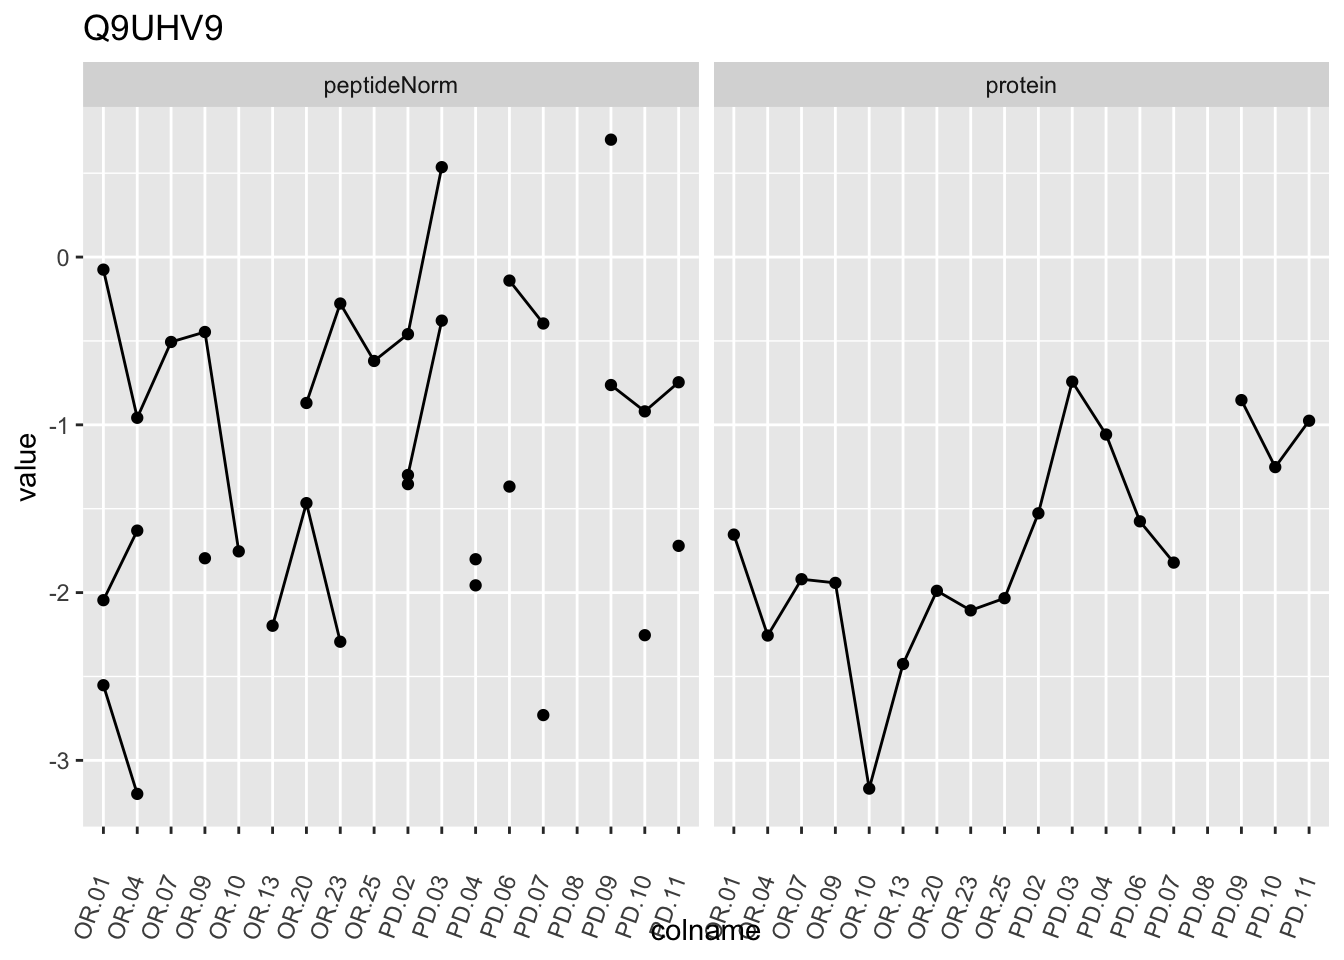 Q9UHV9
peptideNorm protein
0
-1
-2
-3
value
OR.01 OR.04 OR.07 OR.09 OR.10 OR.13 OR.20 OR.23 OR.25 PD.02 PD.03 PD.04 PD.06 PD.07 PD.08 PD.09 PD.10 PD.11 OR.01 OR.04 OR.07 OR.09 OR.10 OR.13 OR.20 OR.23 OR.25 PD.02 PD.03 PD.04 PD.06 PD.07 PD.08 PD.09 PD.10 PD.11
colname